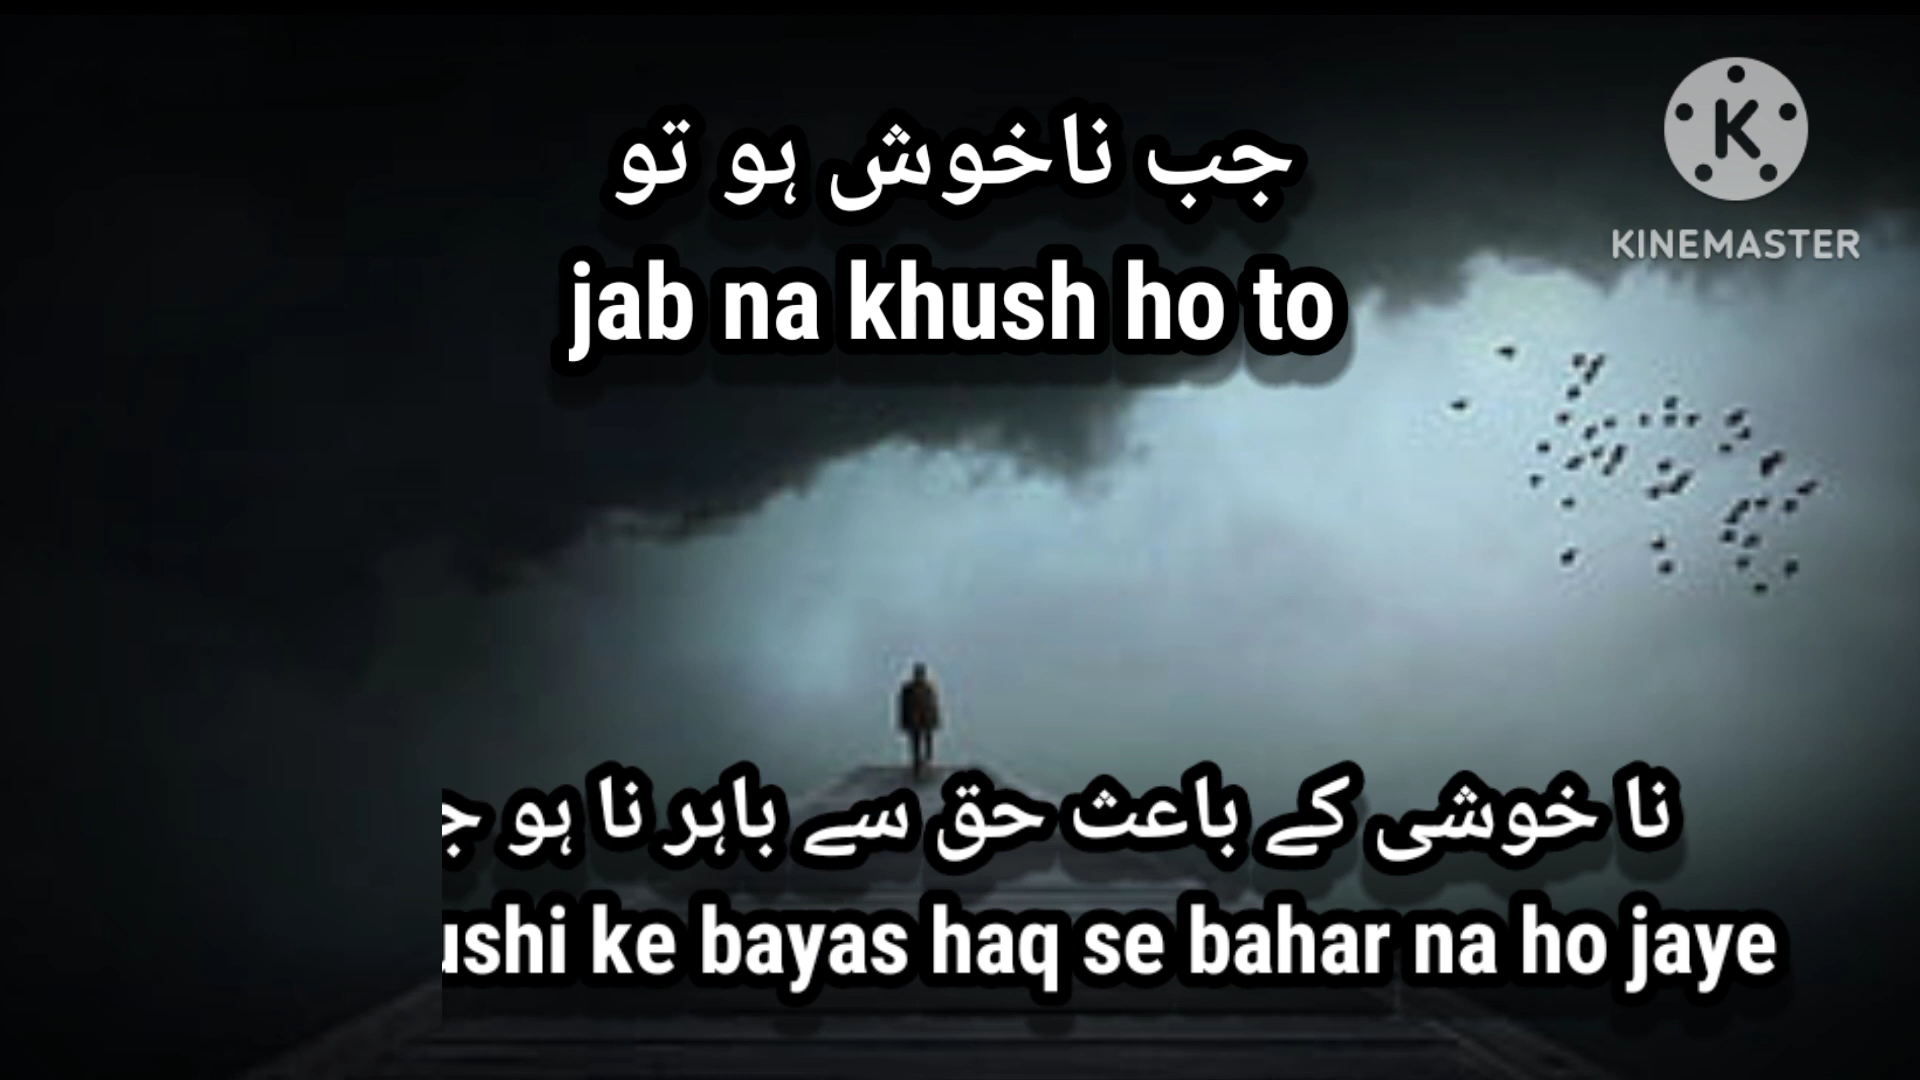 جب ناخوش ہو تو
jab na khush ho to
KINEMASTER
نا خوشی کے باعث حق سے باہر نا ہو
ke bayas haq se bahar na ho jaye